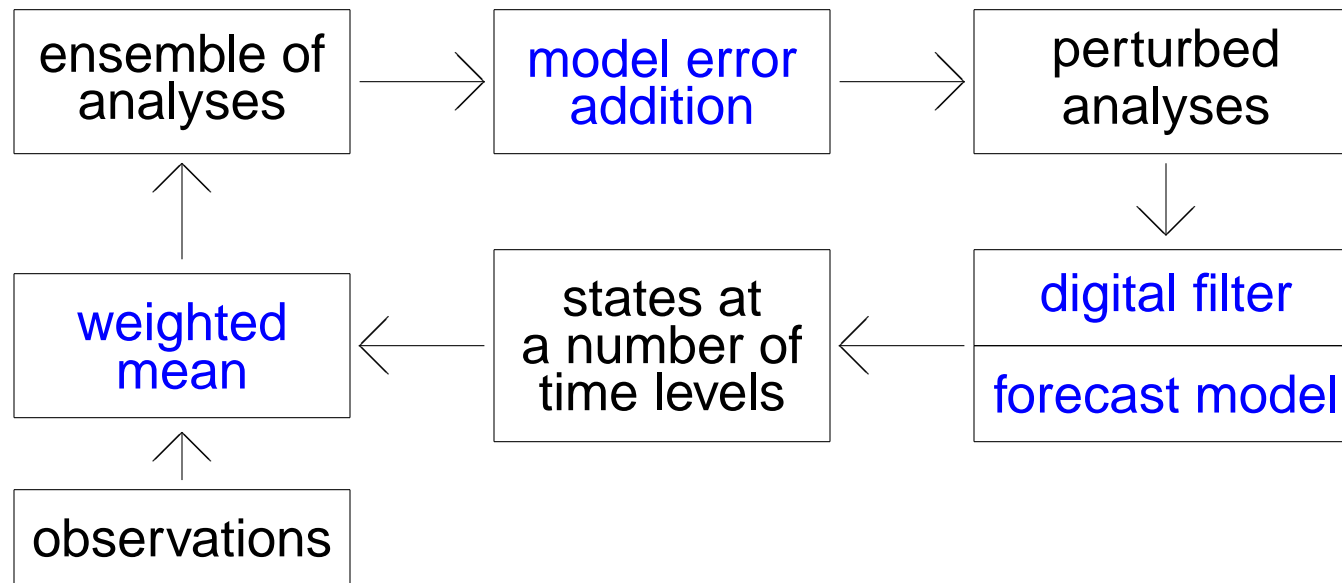 ensemble of
analyses
model error
addition
perturbed
analyses
weighted
mean
states at
a number of
time levels
digital filter
forecast model
observations